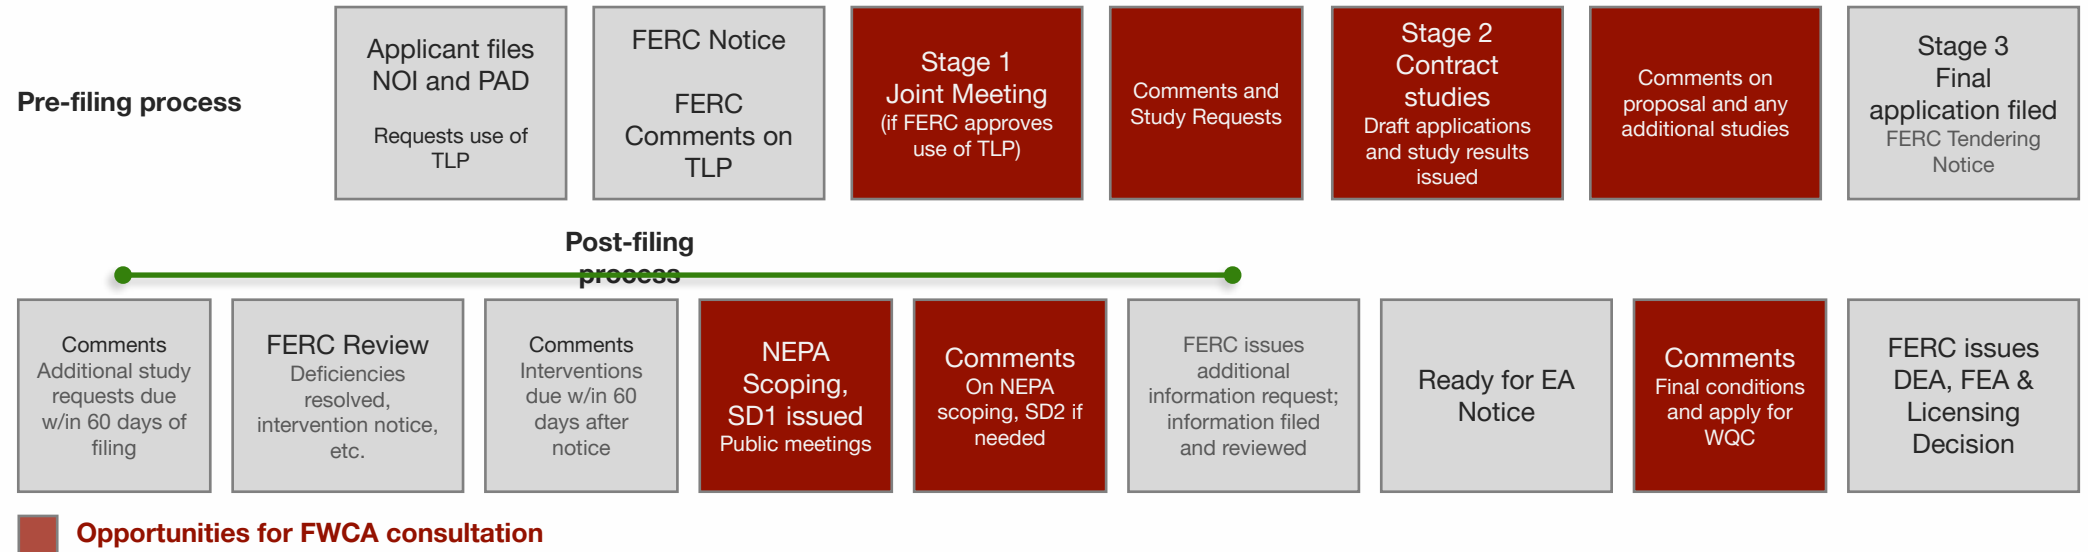 Pre-filing process
Applicant files
NOI and PAD
Requests use of
TLP
FERC Notice
FERC
Comments on
TLP
Stage 1
Joint Meeting
(if FERC approves
use of TLP)
Comments and
Study Requests
Stage 2
Contract
studies
Draft applications
and study results
issued
Comments on
proposal and any
additional studies
Stage 3
Final
application filed
FERC Tendering
Notice
Post-filing
process
Comments
Additional study
requests due
w/in 60 days of
filing
FERC Review
Deficiencies
resolved,
intervention notice,
etc.
Comments
Interventions
due w/in 60
days after
notice
NEPA
Scoping,
SD1 issued
Public meetings
Comments
On NEPA
scoping, SD2 if
needed
FERC issues
additional
information request;
information filed
and reviewed
Ready for EA
Notice
Comments
Final conditions
and apply for
WQC
FERC issues
DEA, FEA &
Licensing
Decision
Opportunities for FWCA consultation